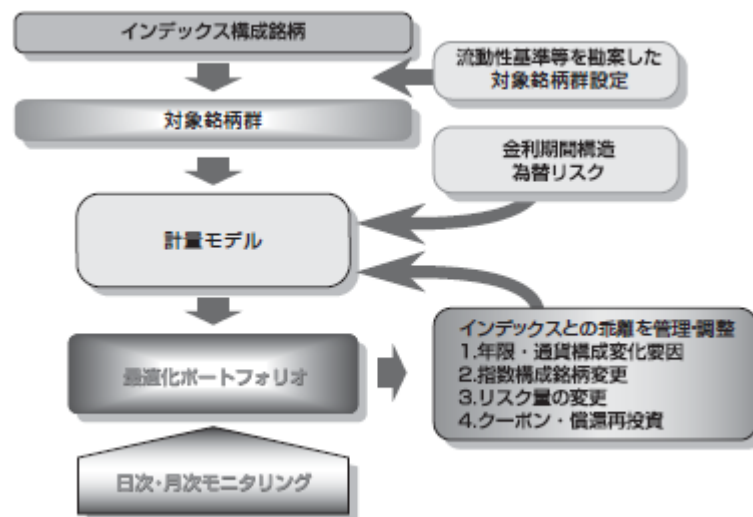 インデックス構成銘柄
流動性基準等を勘案した
対象銘柄群設定
対象銘柄群
金利期間構造
為替リスク
計量モデル
インデックスとの乖離を管理・調整
1.年限・通貨構成変化要因
2.指数構成銘柄変更
3.リスク量の変更
4.クーポン・償還再投資
最適化ポートフォリオ
日次・月次モニタリング